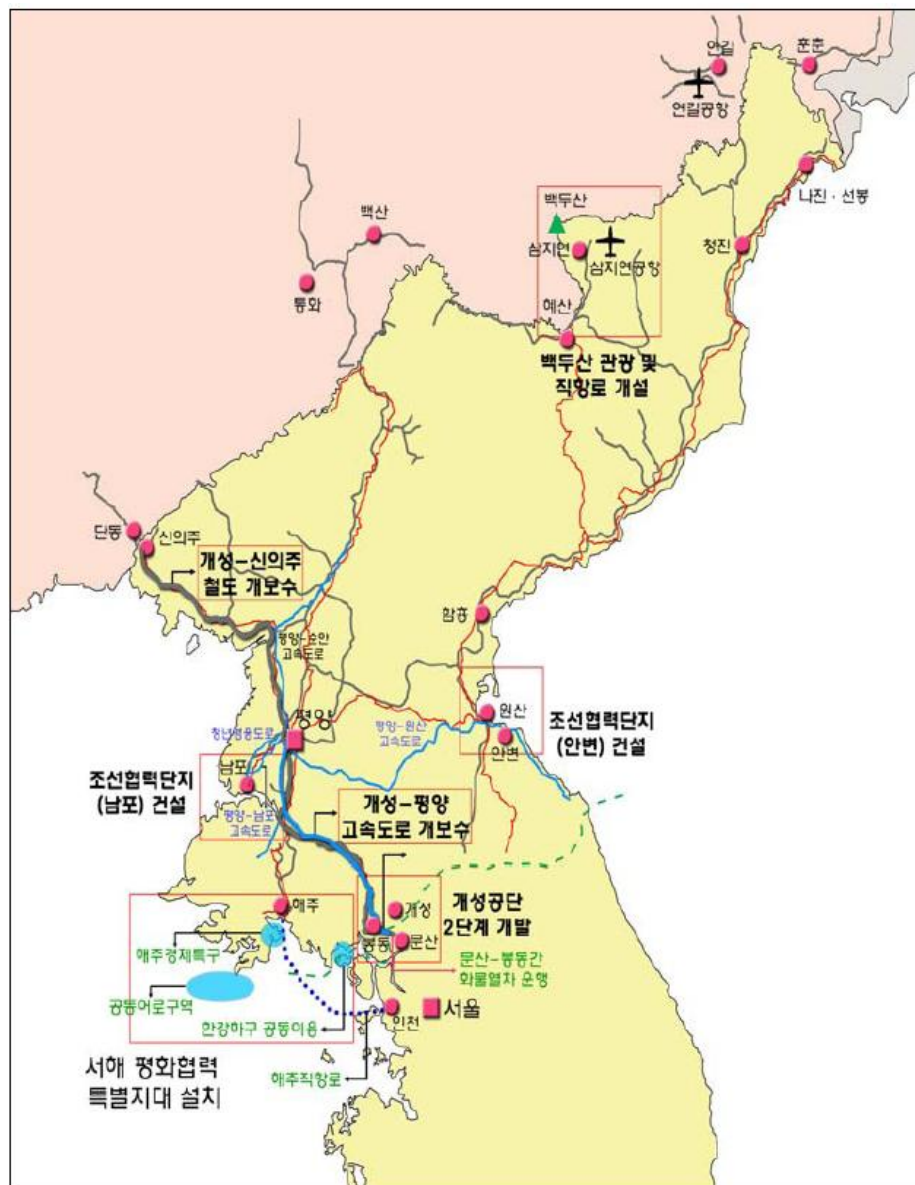 연길
훈춘
연길공항
나진·선봉
백두산
백산
청진
삼지연
삼지연공항
통화
혜산
백두산 관광 및
직항로 개설
단동
신의주
개성-신의주
철도 개보수
함흥
평양-순안
고속도로
원산
조선협력단지
(안변) 건설
평양
청년영웅도로
평양-원산
고속도로
안변
남포
조선협력단지
(남포) 건설
개성-평양
고속도로 개보수
평양-남포
고속도로
해주
개성
개성공단
2단계 개발
봉동
문산
해주경제특구
문산-봉동간
화물열차 운행
공동어로구역
한강하구 공동이용
인천
서울
해주직항로
서해 평화협력
특별지대 설치